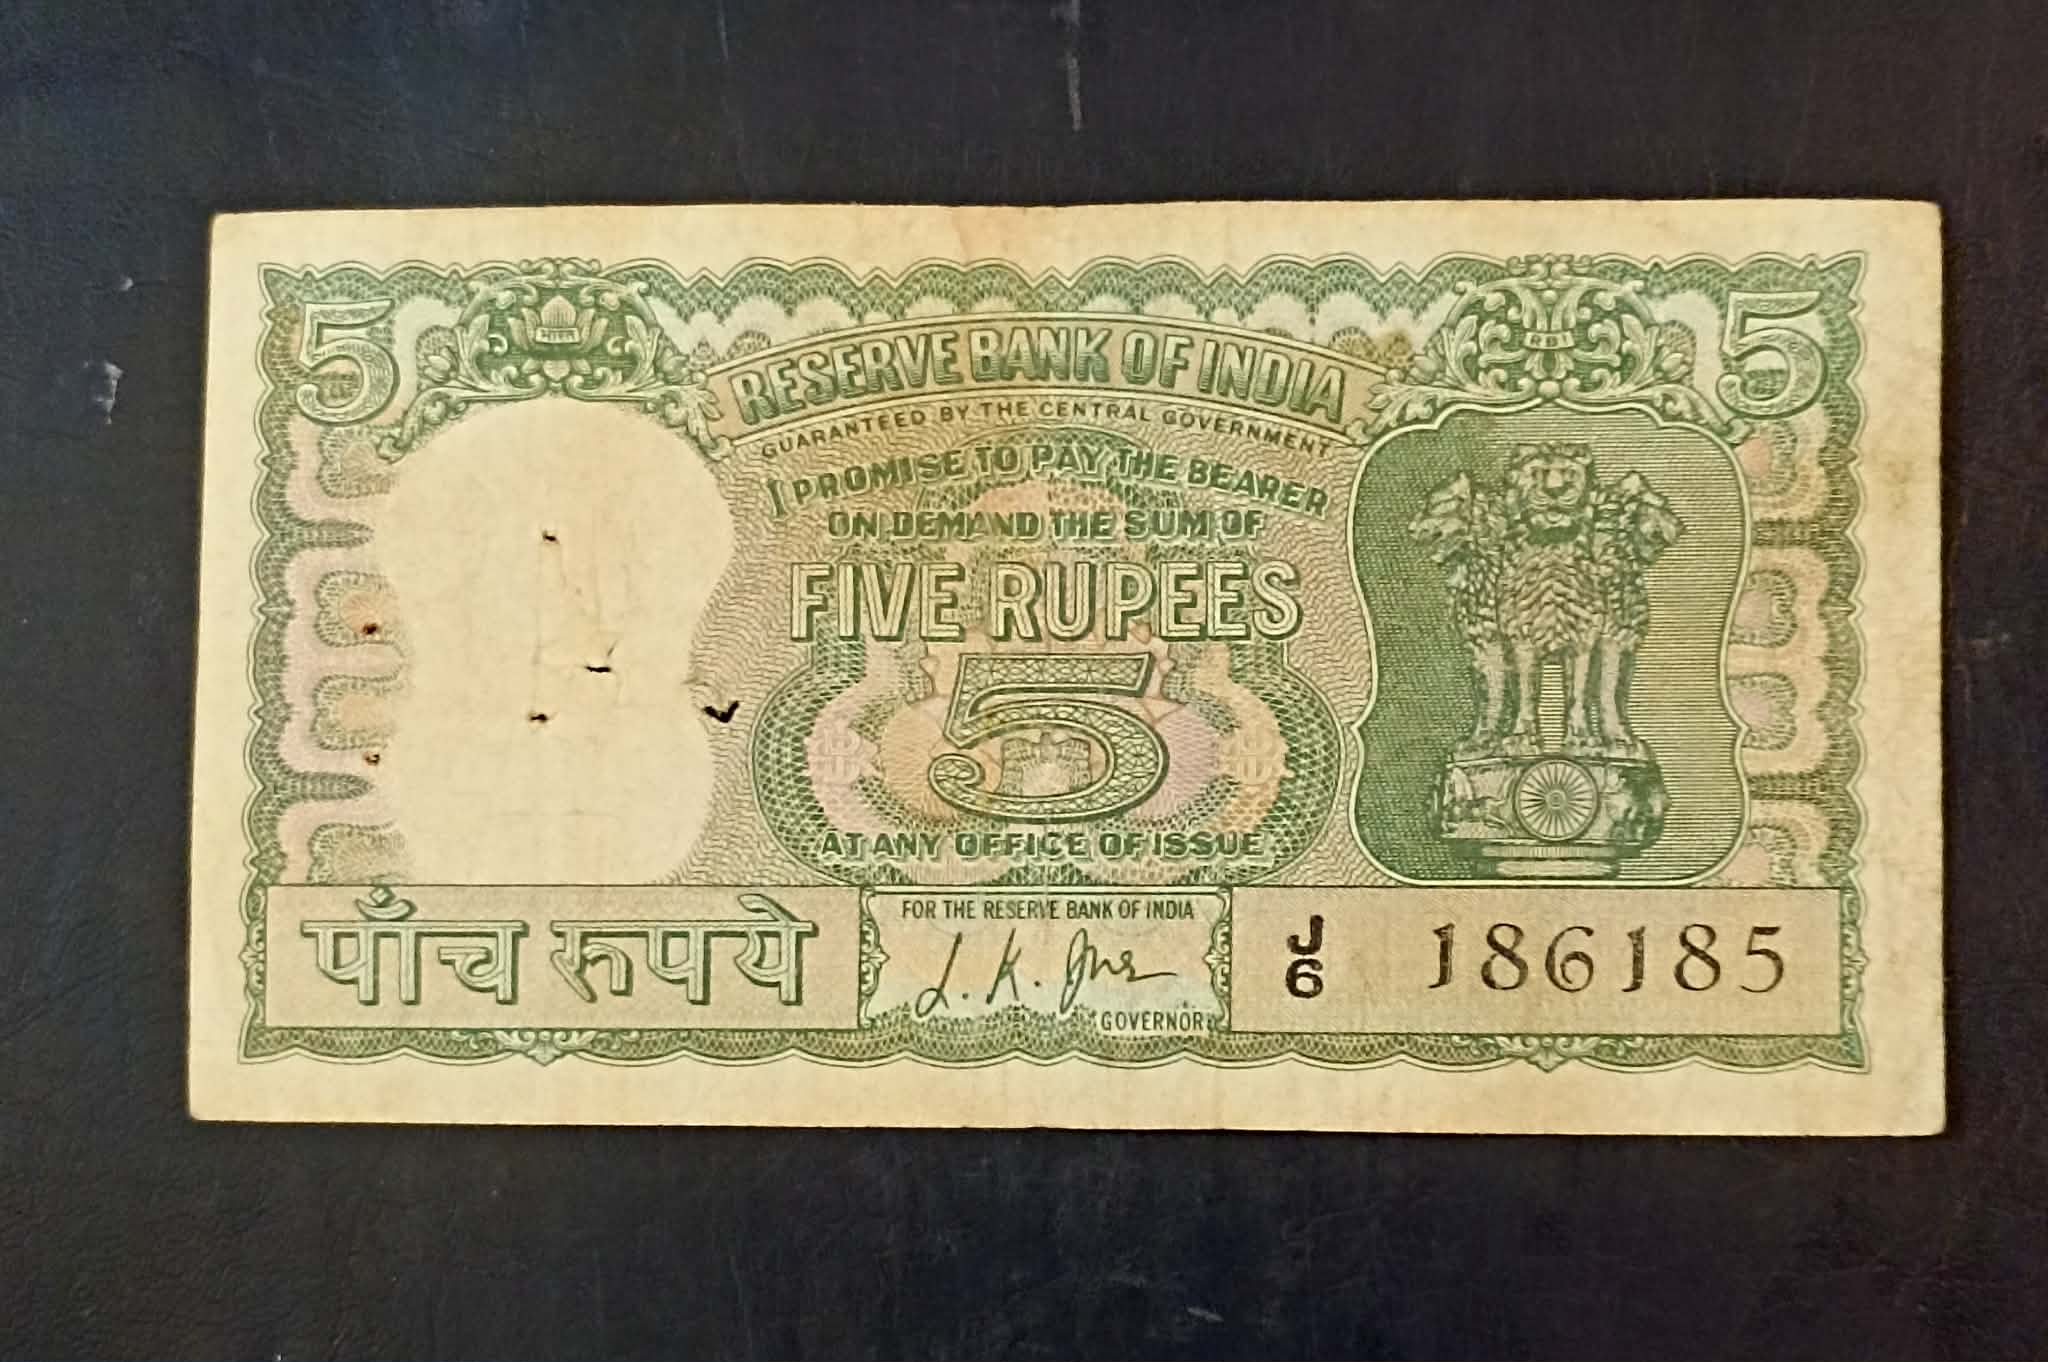 5 भारत RBI 5
RESERVE BANK OF INDIA
GUARANTEED BY THE CENTRAL GOVERNMENT
I PROMISE TO PAY THE BEARER
ON DEMAND THE SUM OF
FIVE RUPEES
5
AT ANY OFFICE OF ISSUE
पाँच रूपये
FOR THE RESERVE BANK OF INDIA
L. K. Jha
GOVERNOR
J
6
186185